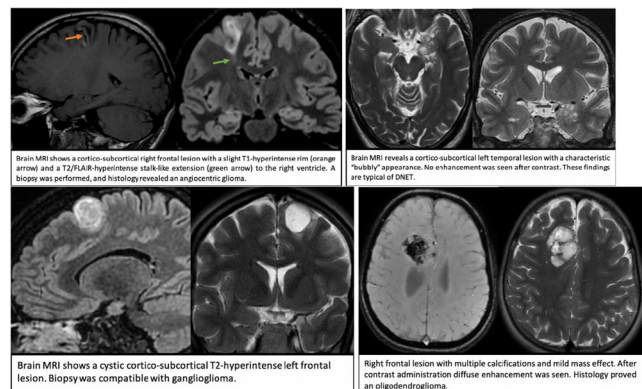 Brain MRI shows a cortico-subcortical right frontal lesion with a slight T1-hyperintense rim (orange
arrow) and a T2/FLAIR-hyperintense stalk-like extension (green arrow) to the right ventricle. A
biopsy was performed, and histology revealed an angiocentric glioma.
Brain MRI reveals a cortico-subcortical left temporal lesion with a characteristic
"bubbly" appearance. No enhancement was seen after contrast. These findings
are typical of DNET.
Brain MRI shows a cystic cortico-subcortical T2-hyperintense left frontal
lesion. Biopsy was compatible with ganglioglioma.
Right frontal lesion with multiple calcifications and mild mass effect. After
contrast administration diffuse enhancement was seen. Histology proved
an oligodendroglioma.